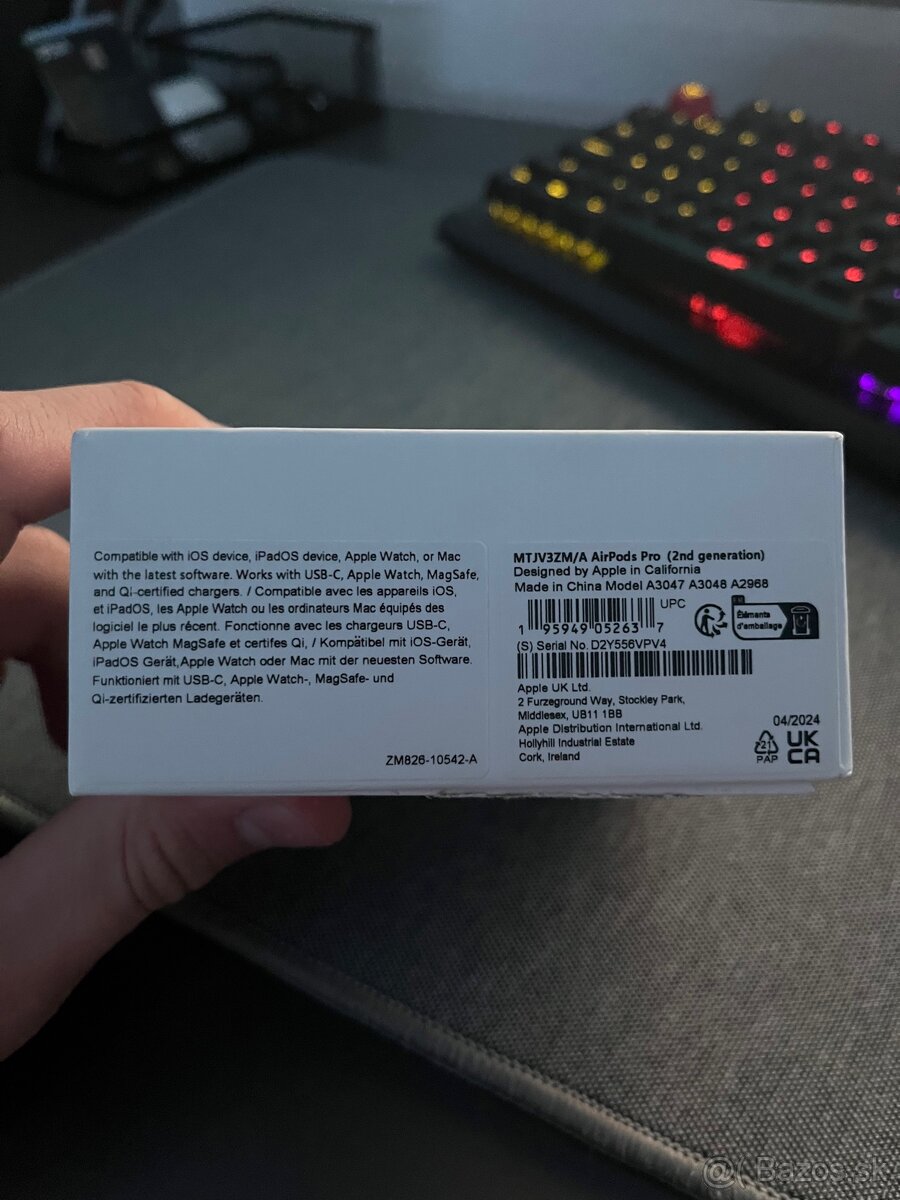 Compatible with iOS device, iPadOS device, Apple Watch, or Mac
with the latest software. Works with USB-C, Apple Watch, MagSafe,
and Qi-certified chargers. / Compatible avec les appareils iOS,
et iPadOS, les Apple Watch ou les ordinateurs Mac équipés des
logiciel le plus récent. Fonctionne avec les chargeurs USB-C,
Apple Watch MagSafe et certifes Qi, / Kompätibel mit iOS-Gerät,
iPadOS Gerät,Apple Watch oder Mac mit der neuesten Software.
Funktioniert mit USB-C, Apple Watch-, MagSafe- und
Qi-zertifizierten Ladegeräten.
ZM826-10542-A
MTJV3ZM/A AirPods Pro (2nd generation)
Designed by Apple in California
Made in China Model A3047 A3048 A2968
UPC
1 95949 05263 7
Éléments
d'emballage
(S) Serial No. D2Y556VPV4
Apple UK Ltd.
2 Furzeground Way, Stockley Park,
Middlesex, UB11 1BB
Apple Distribution International Ltd.
Hollyhill Industrial Estate
Cork, Ireland
04/2024
21
PAP
UK
CA
Bazos.sk